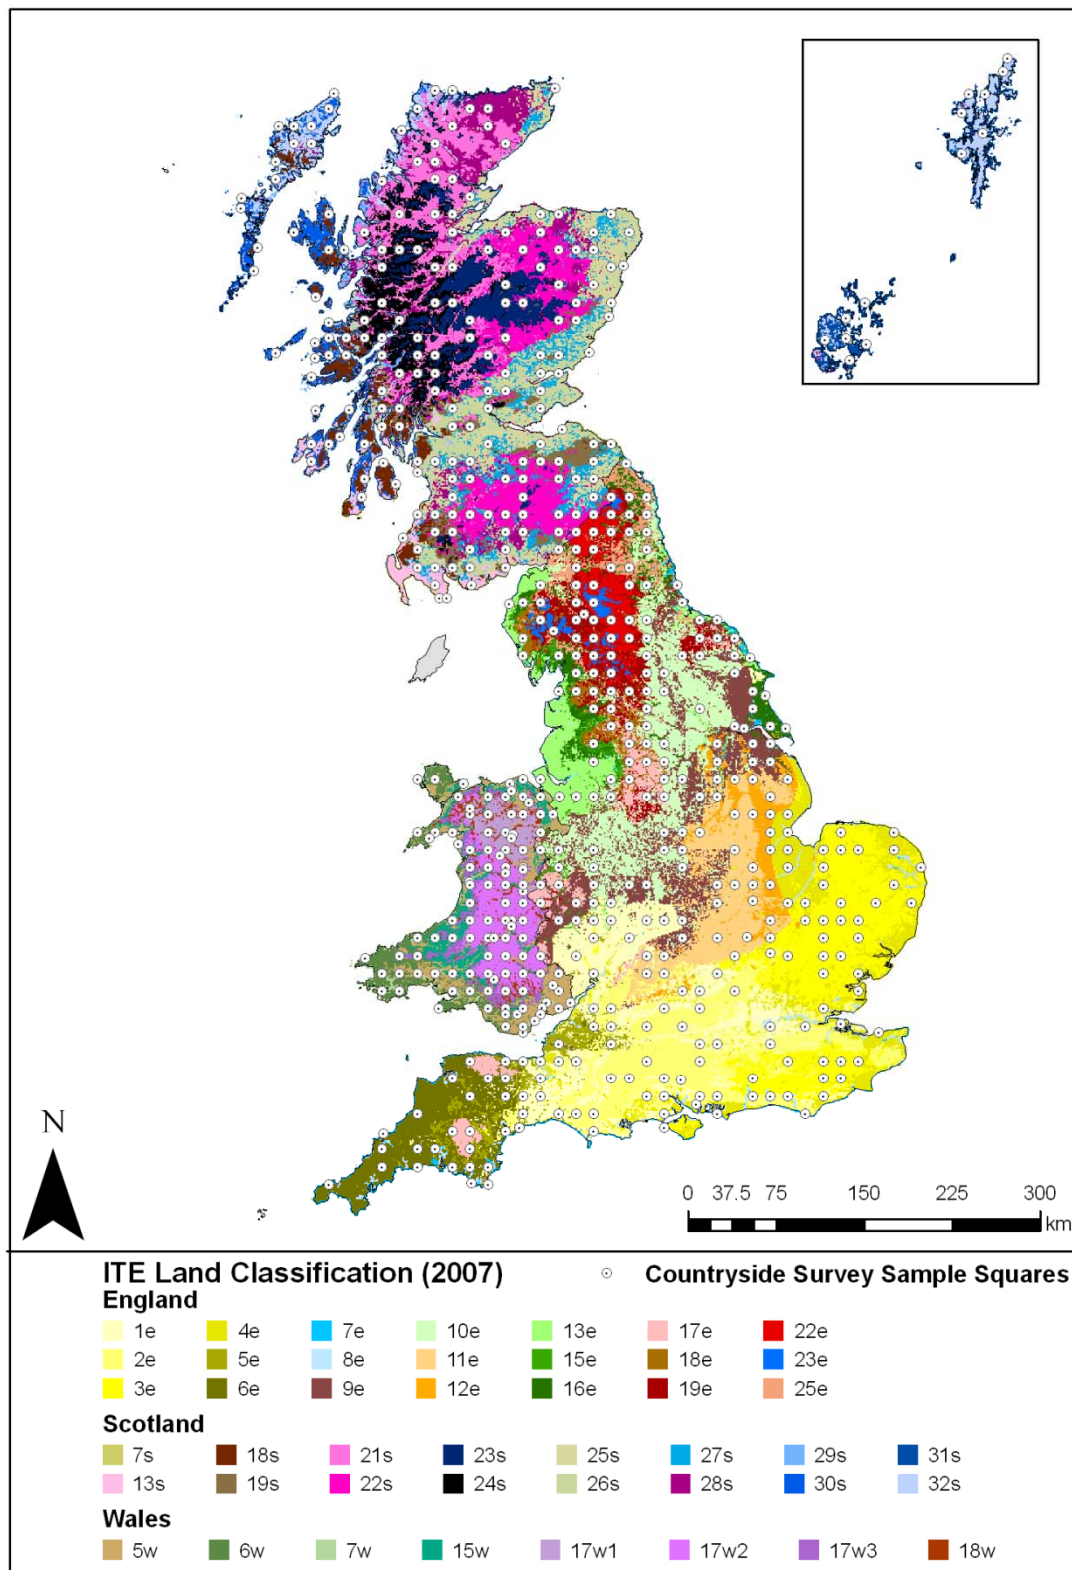 N
0 37.5 75 150 225 300
km
ITE Land Classification (2007) Countryside Survey Sample Squares
England
1e 4e 7e 10e 13e 17e 22e
2e 5e 8e 11e 15e 18e 23e
3e 6e 9e 12e 16e 19e 25e
Scotland
7s 18s 21s 23s 25s 27s 29s 31s
13s 19s 22s 24s 26s 28s 30s 32s
Wales
5w 6w 7w 15w 17w1 17w2 17w3 18w